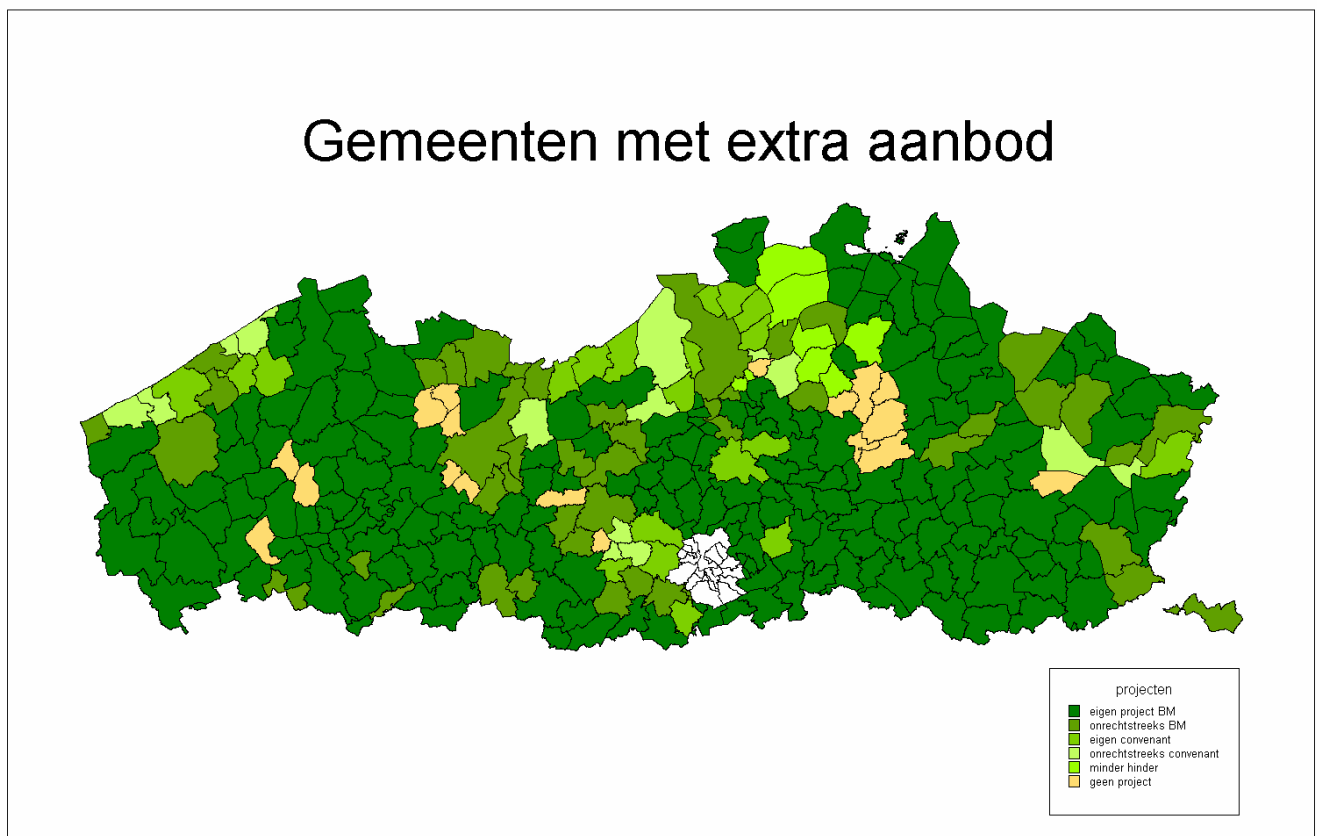 Gemeenten met extra aanbod
projecten
eigen project BM
onrechtstreeks BM
eigen convenant
onrechtstreeks convenant
minder hinder
geen project